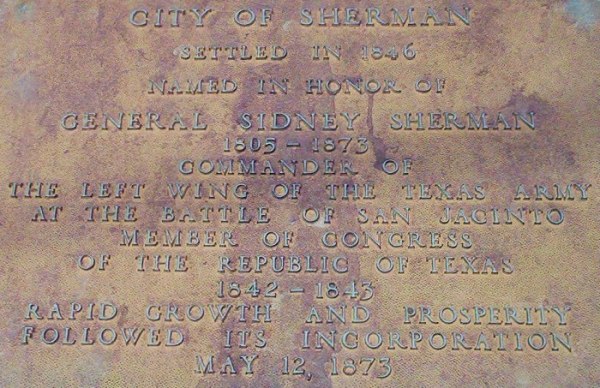 CITY OF SHERMAN
SETTLED IN 1846
NAMED IN HONOR OF
GENERAL SIDNEY SHERMAN
1805 – 1873
COMMANDER OF
THE LEFT WING OF THE TEXAS ARMY
AT THE BATTLE OF SAN JACINTO
MEMBER OF CONGRESS
OF THE REPUBLIC OF TEXAS
1842 – 1843
RAPID GROWTH AND PROSPERITY
FOLLOWED ITS INCORPORATION
MAY 12, 1873